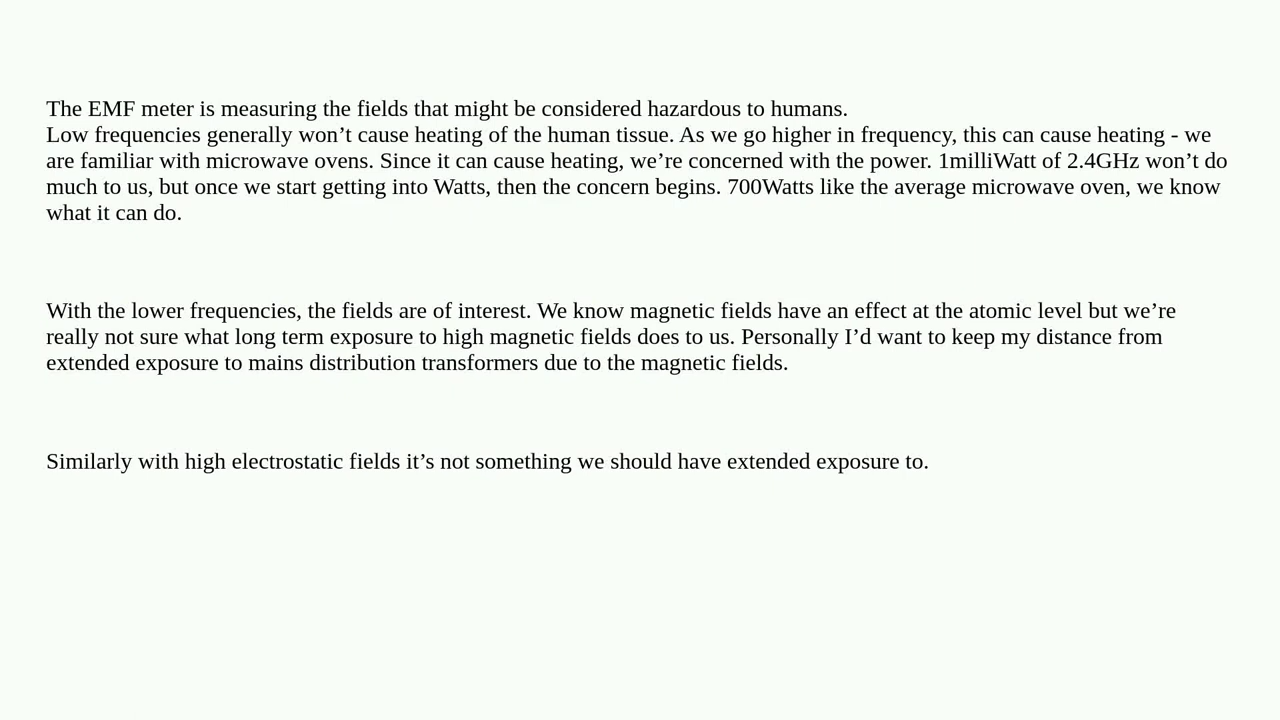 The EMF meter is measuring the fields that might be considered hazardous to humans.
Low frequencies generally won’t cause heating of the human tissue. As we go higher in frequency, this can cause heating - we
are familiar with microwave ovens. Since it can cause heating, we’re concerned with the power. 1milliWatt of 2.4GHz won’t do
much to us, but once we start getting into Watts, then the concern begins. 700Watts like the average microwave oven, we know
what it can do.
With the lower frequencies, the fields are of interest. We know magnetic fields have an effect at the atomic level but we’re
really not sure what long term exposure to high magnetic fields does to us. Personally I’d want to keep my distance from
extended exposure to mains distribution transformers due to the magnetic fields.
Similarly with high electrostatic fields it’s not something we should have extended exposure to.